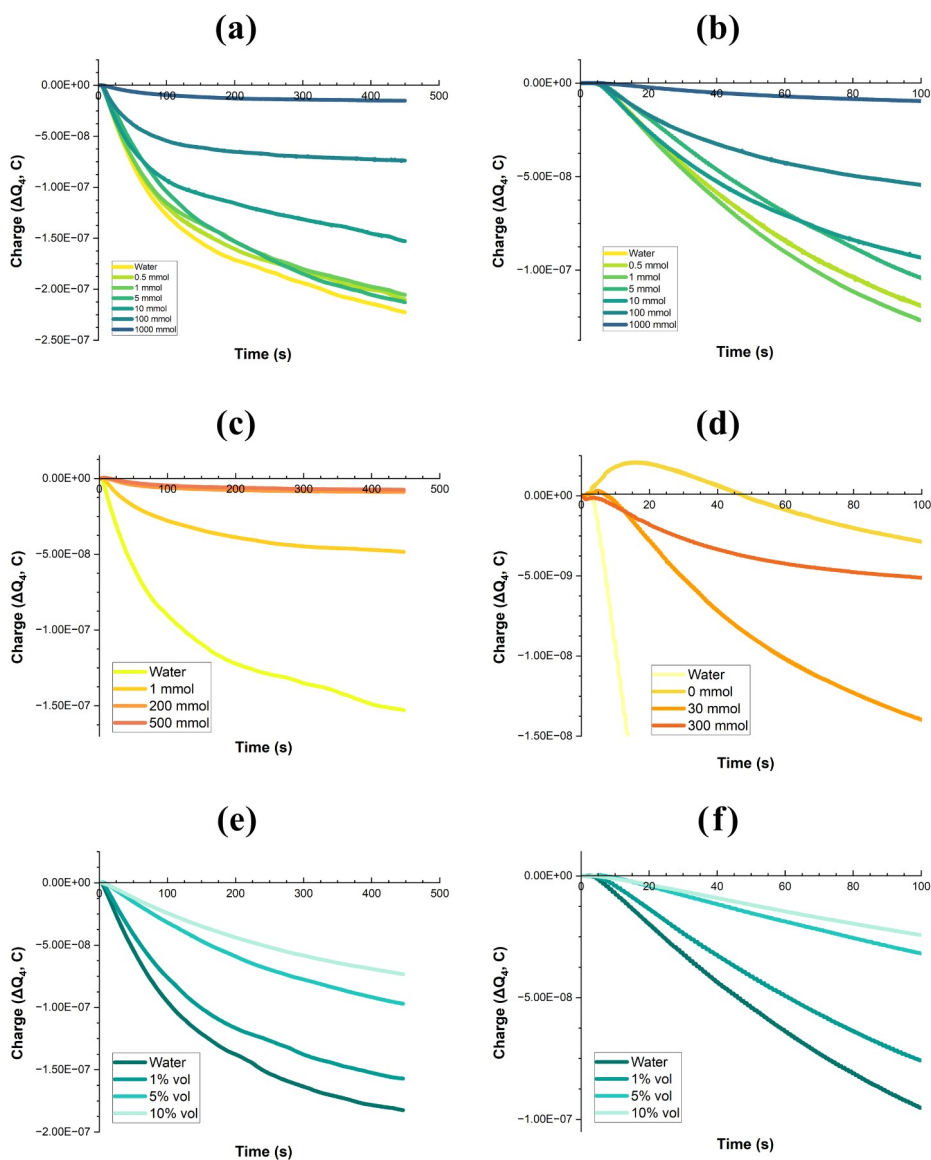 (a)
0.00E+00
0
100
200
300
400
500
−5.00E−08
−1.00E−07
−1.50E−07
−2.00E−07
−2.50E−07
Charge (ΔQ4, C)
Water
0.5 mmol
1 mmol
5 mmol
10 mmol
100 mmol
1000 mmol
Time (s)
(b)
0.00E+00
0
20
40
60
80
100
−5.00E−08
−1.00E−07
Charge (ΔQ4, C)
Water
0.5 mmol
1 mmol
5 mmol
10 mmol
100 mmol
1000 mmol
Time (s)
(c)
0.00E+00
0
100
200
300
400
500
−5.00E−08
−1.00E−07
−1.50E−07
Charge (ΔQ4, C)
Water
1 mmol
200 mmol
500 mmol
Time (s)
(d)
0.00E+00
0
20
40
60
80
100
−5.00E−09
−1.00E−08
−1.50E−08
Charge (ΔQ4, C)
Water
0 mmol
30 mmol
300 mmol
Time (s)
(e)
0.00E+00
0
100
200
300
400
500
−5.00E−08
−1.00E−07
−1.50E−07
−2.00E−07
Charge (ΔQ4, C)
Water
1% vol
5% vol
10% vol
Time (s)
(f)
0.00E+00
0
20
40
60
80
100
−5.00E−08
−1.00E−07
Charge (ΔQ4, C)
Water
1% vol
5% vol
10% vol
Time (s)